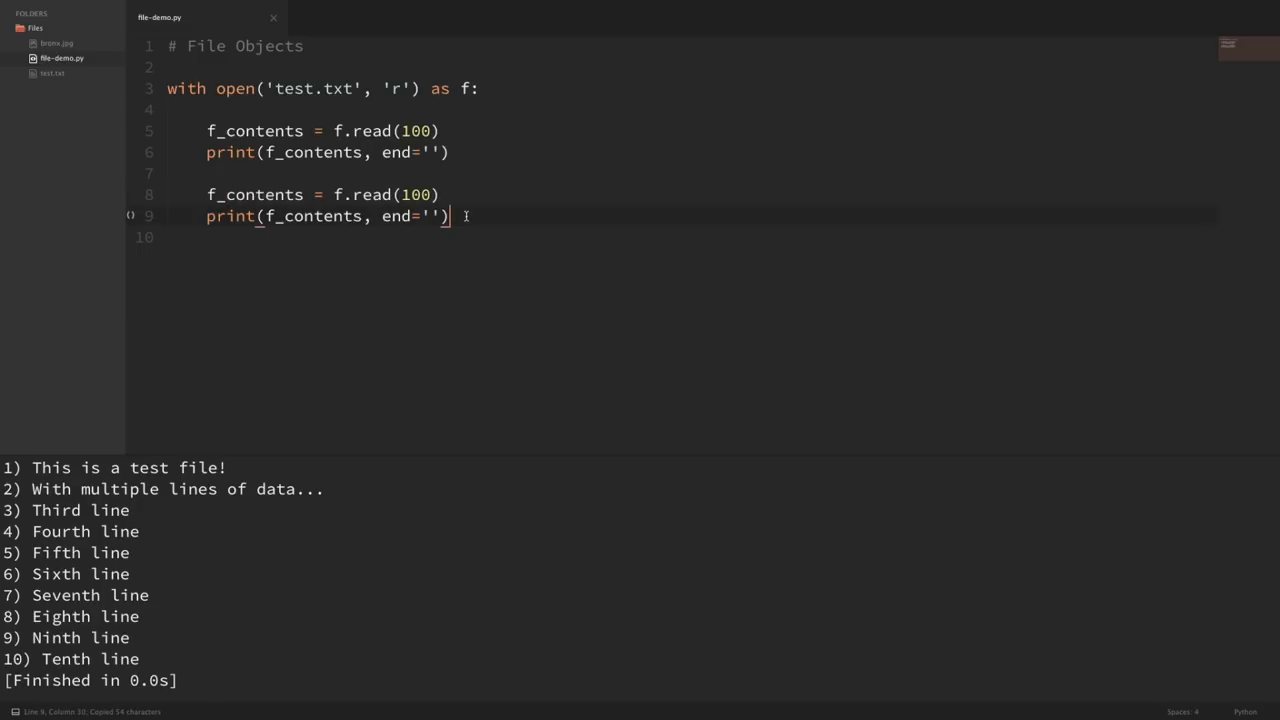 FOLDERS
Files
bronx.jpg
file-demo.py
test.txt
file-demo.py
1 # File Objects
2
3 with open('test.txt', 'r') as f:
4
5     f_contents = f.read(100)
6     print(f_contents, end='')
7
8     f_contents = f.read(100)
9     print(f_contents, end='')
10
1) This is a test file!
2) With multiple lines of data...
3) Third line
4) Fourth line
5) Fifth line
6) Sixth line
7) Seventh line
8) Eighth line
9) Ninth line
10) Tenth line
[Finished in 0.0s]
Line 9, Column 30; Copied 54 characters
Spaces: 4
Python